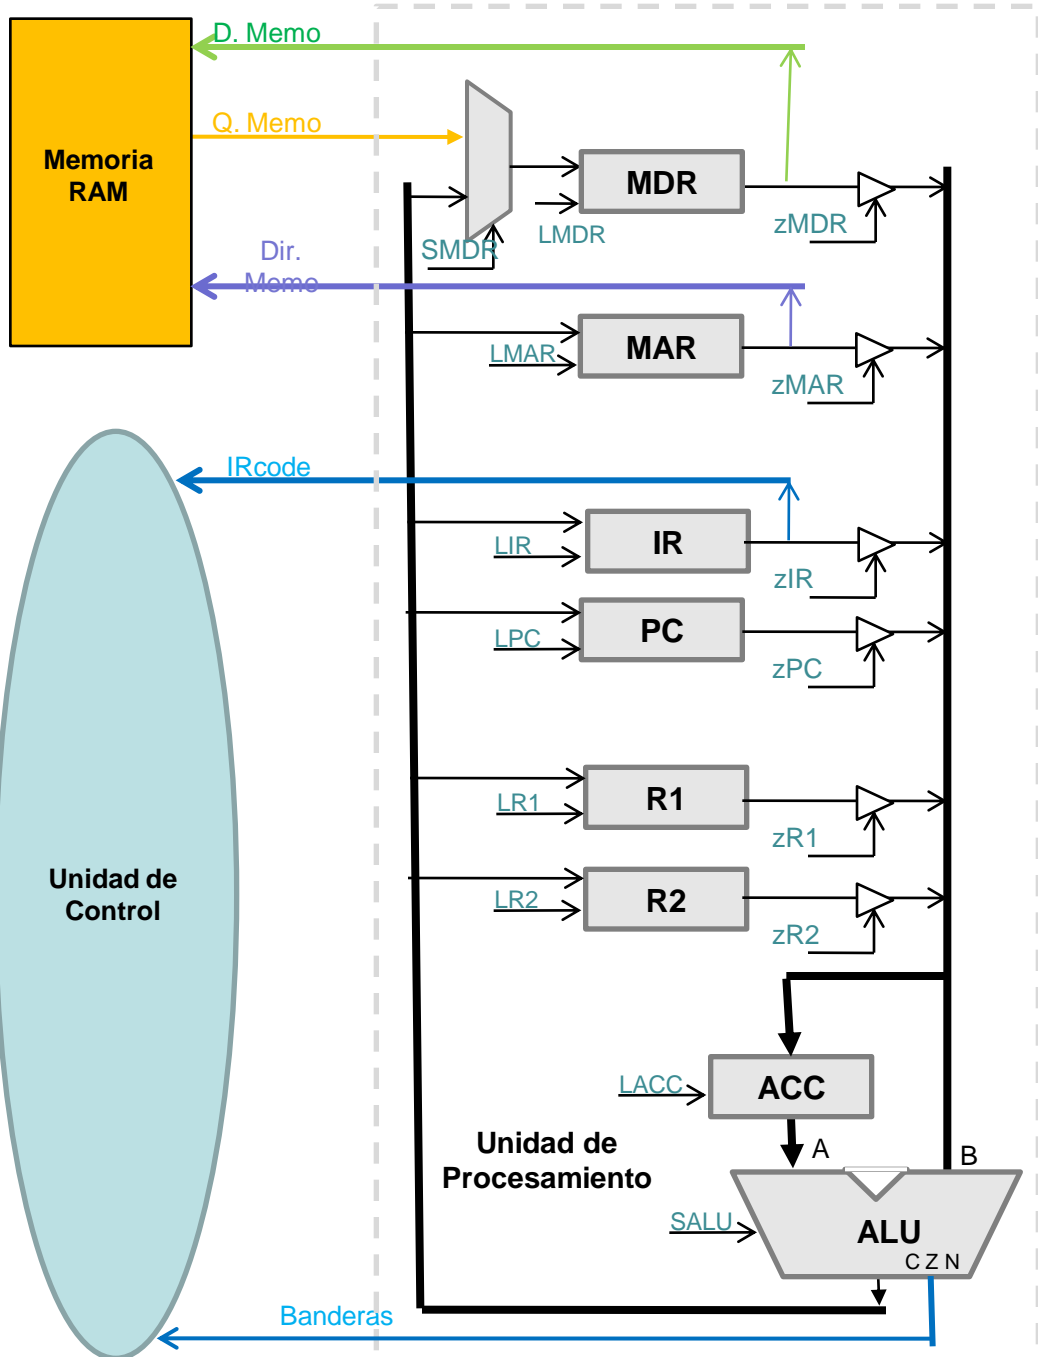 D. Memo
Q. Memo
Memoria
RAM
MDR
LMDR
SMDR
zMDR
Dir.
Memo
MAR
LMAR
zMAR
IRcode
IR
LIR
zIR
PC
LPC
zPC
R1
LR1
zR1
Unidad de
Control
R2
LR2
zR2
ACC
LACC
Unidad de
Procesamiento
A
B
SALU
ALU
C Z N
Banderas